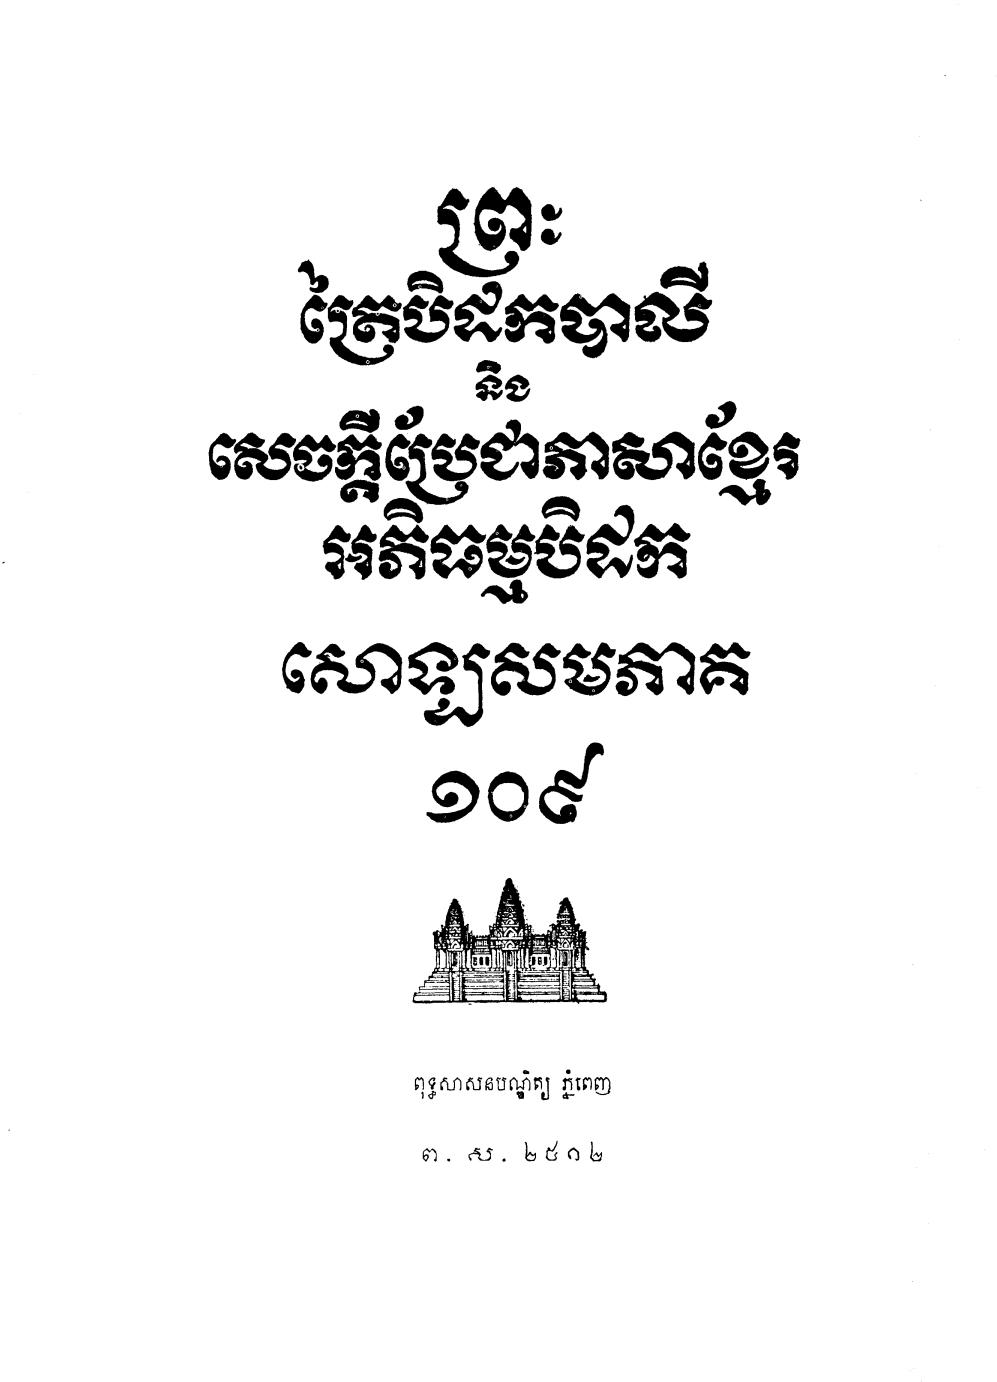 ព្រះ
ត្រៃបិដកបាលី
និង
សេចក្តីប្រែជាភាសាខ្មែរ
អភិធម្មបិដក
សោឡសមភាគ
១០៩
ពុទ្ធសាសនបណ្ឌិត្យ ភ្នំពេញ
ព . ស . ២៥១២